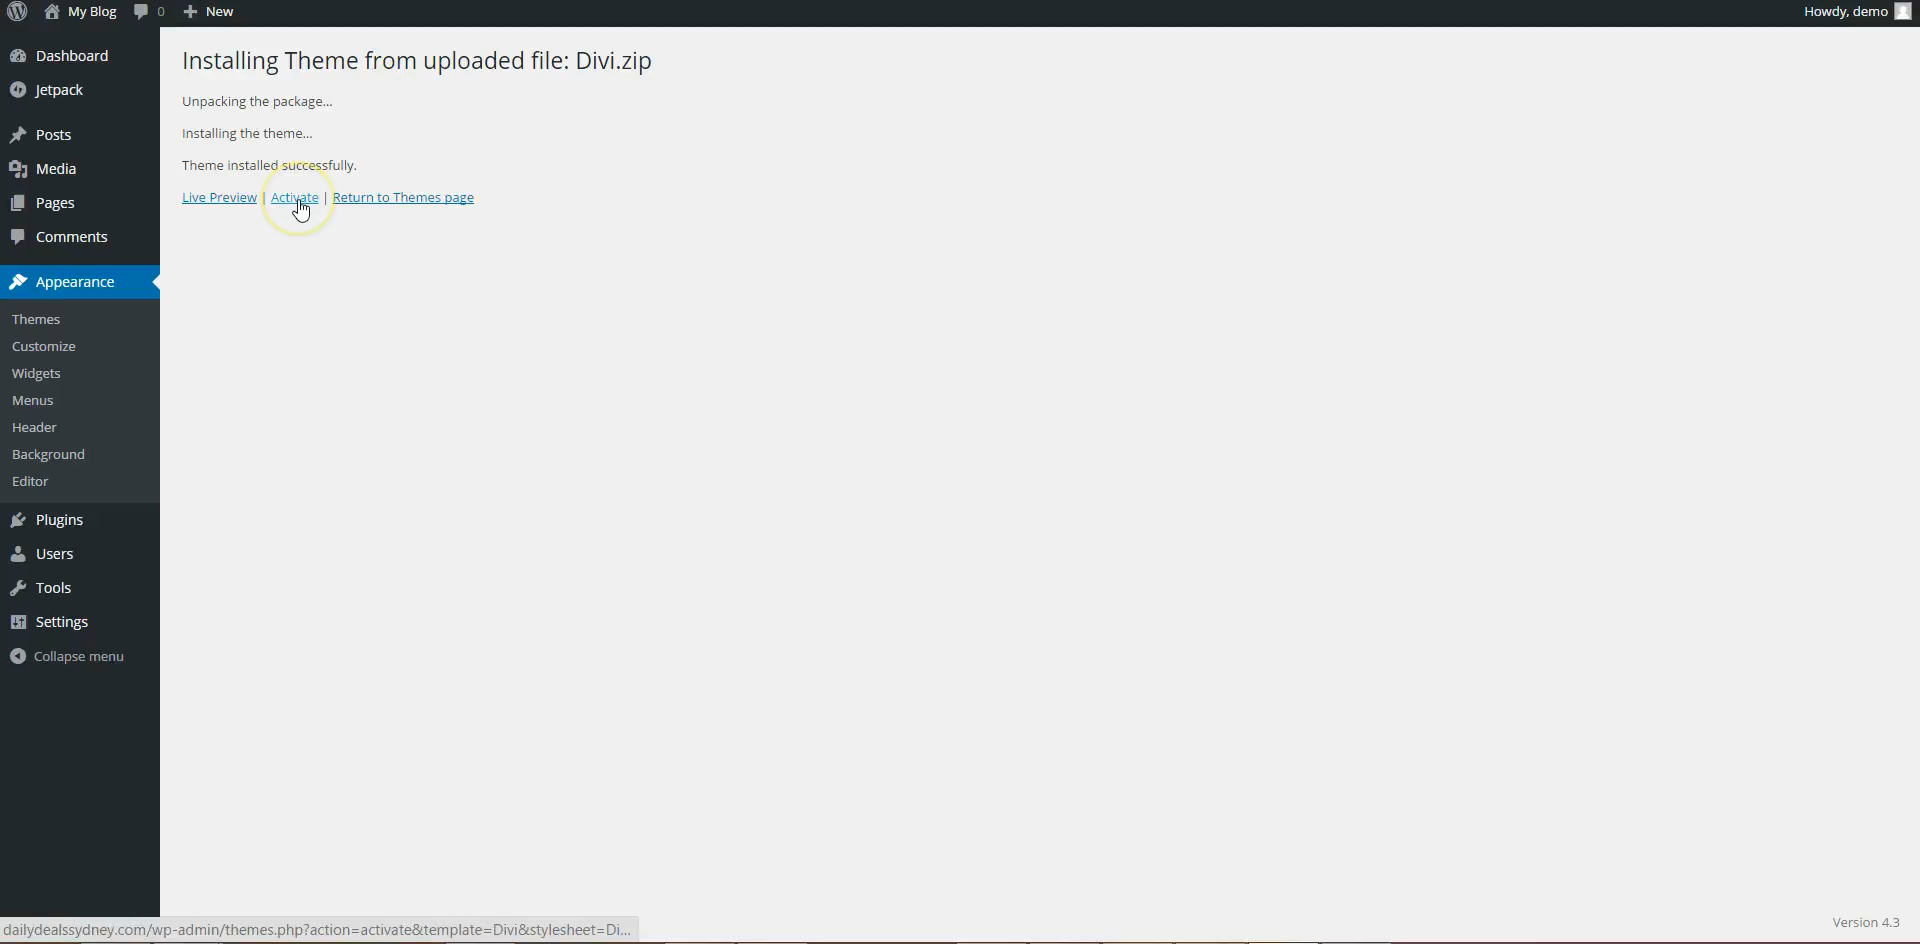 My Blog 0 New Howdy, demo
Dashboard
Jetpack
Posts
Media
Pages
Comments
Appearance
Themes
Customize
Widgets
Menus
Header
Background
Editor
Plugins
Users
Tools
Settings
Collapse menu
Installing Theme from uploaded file: Divi.zip
Unpacking the package...
Installing the theme...
Theme installed successfully.
Live Preview | Activate | Return to Themes page
Version 4.3
dailydealssydney.com/wp-admin/themes.php?action=activate&template=Divi&stylesheet=Di...